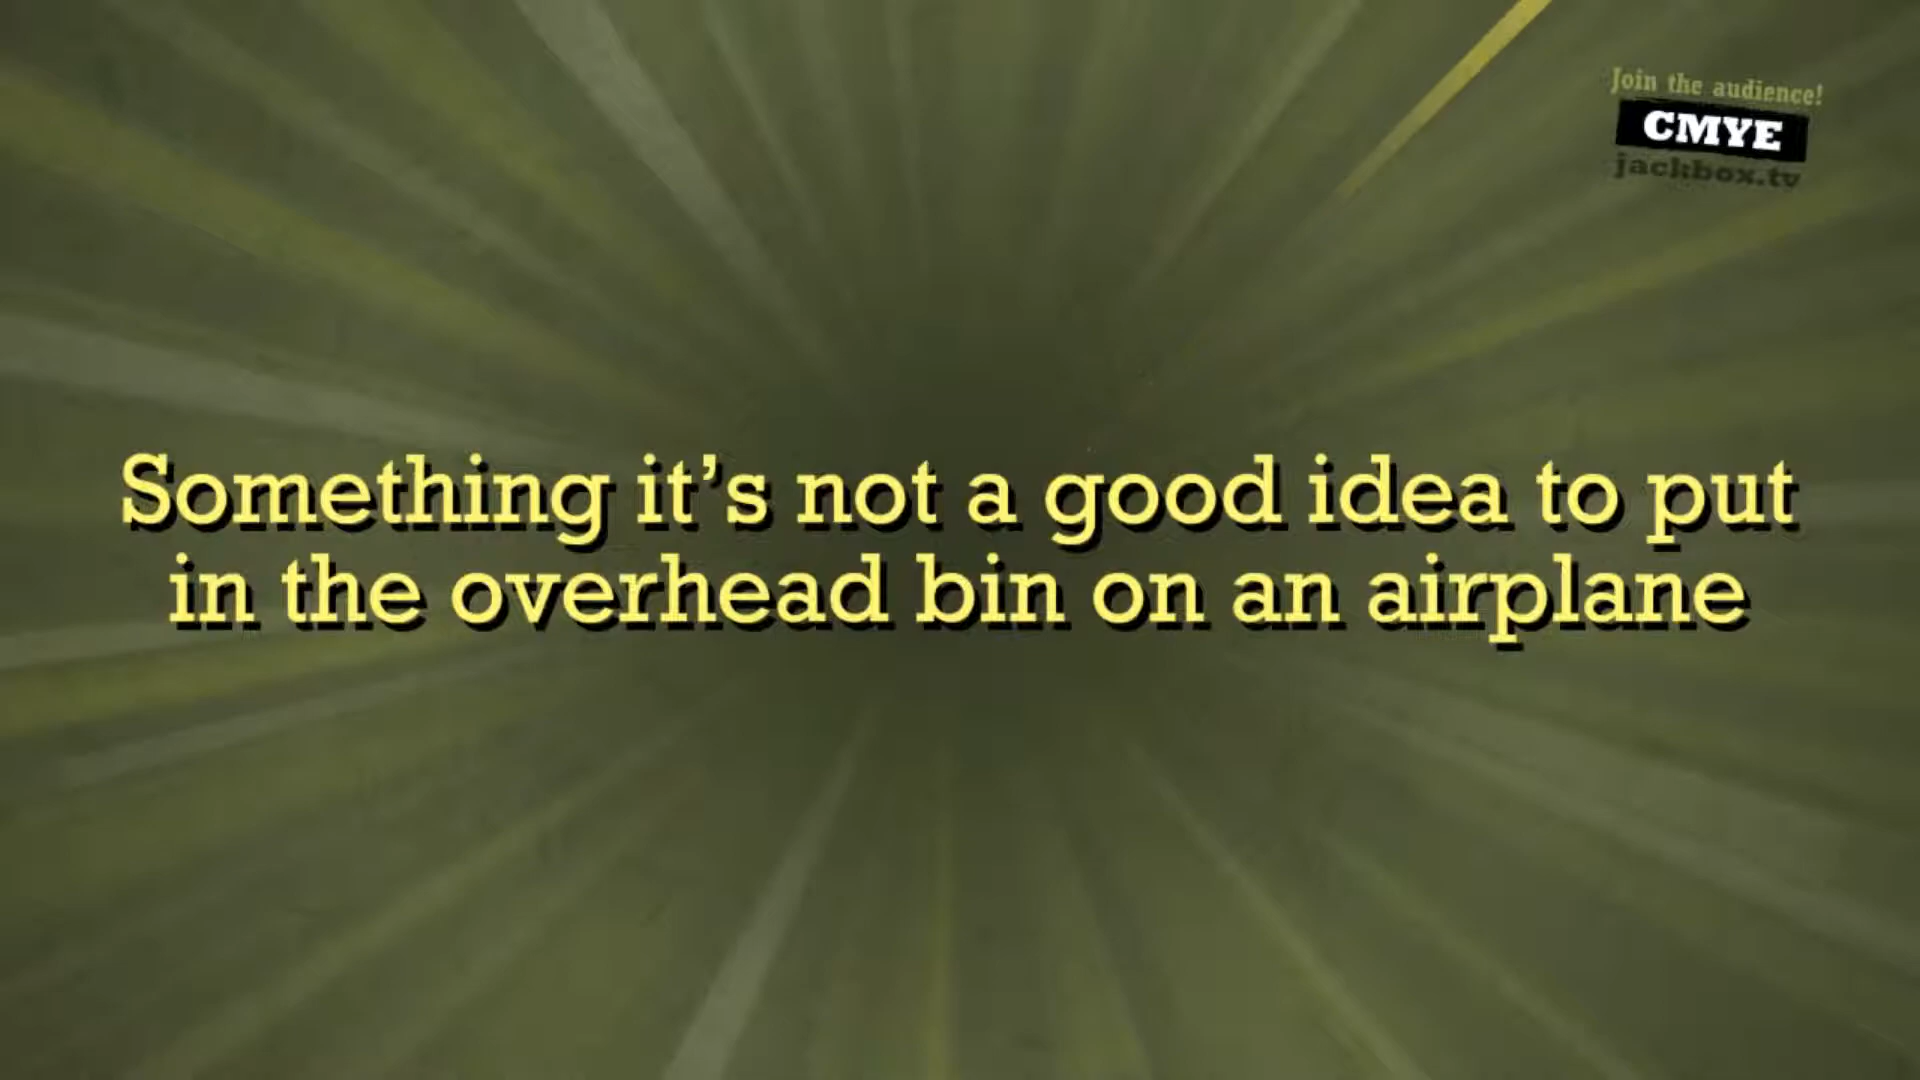 Join the audience!
CMYE
jackbox.tv
Something it’s not a good idea to put
in the overhead bin on an airplane